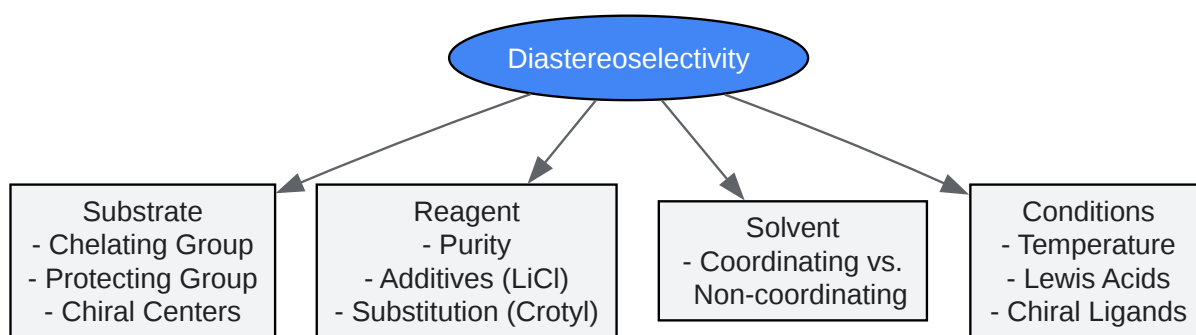 Diastereoselectivity
Substrate
- Chelating Group
- Protecting Group
- Chiral Centers
Reagent
- Purity
- Additives (LiCl)
- Substitution (Crotyl)
Solvent
- Coordinating vs.
Non-coordinating
Conditions
- Temperature
- Lewis Acids
- Chiral Ligands